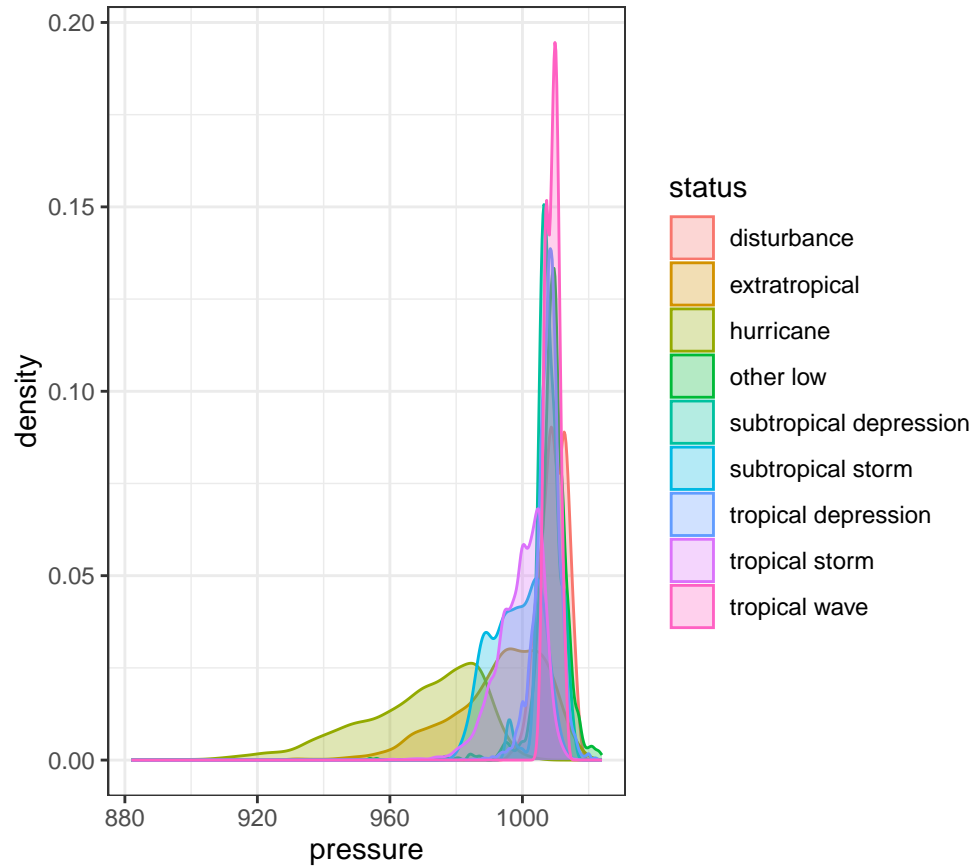 0.20
0.15
0.10
0.05
0.00
density
880
920
960
1000
pressure
status
disturbance
extratropical
hurricane
other low
subtropical depression
subtropical storm
tropical depression
tropical storm
tropical wave